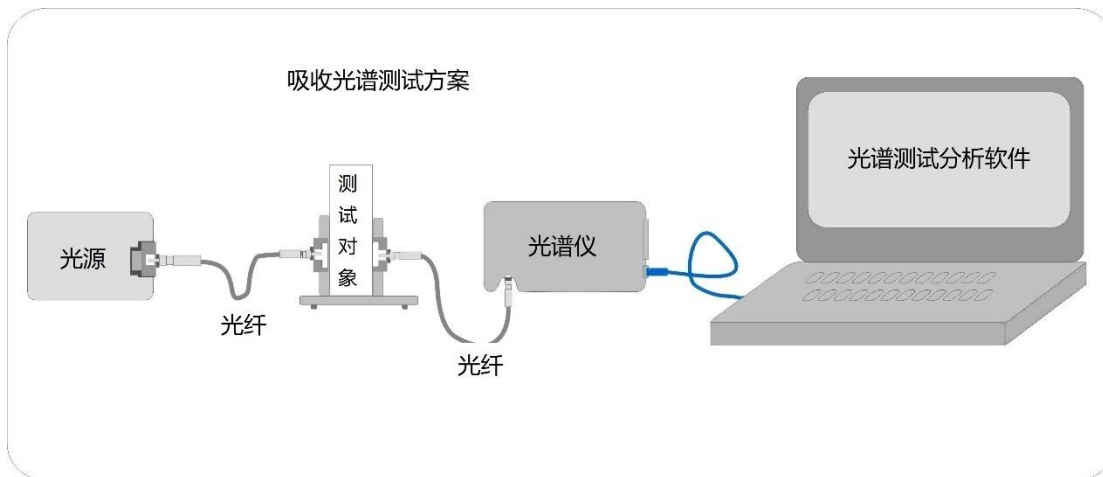 吸收光谱测试方案
光谱测试分析软件
测
试
对
象
光源
光谱仪
光纤
光纤